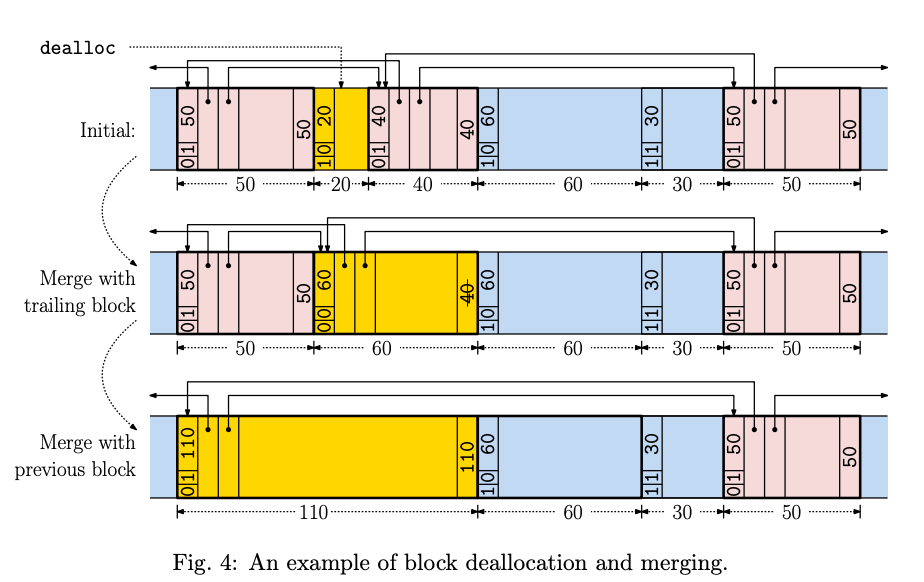 dealloc
Initial:
50 01 50 20 10 40 01 40 60 10 30 11 50 01 50
50 20 40 60 30 50
Merge with
trailing block
50 01 50 60 00 40 60 10 30 11 50 01 50
50 60 60 30 50
Merge with
previous block
110 01 110 60 10 30 11 50 01 50
110 60 30 50
Fig. 4: An example of block deallocation and merging.